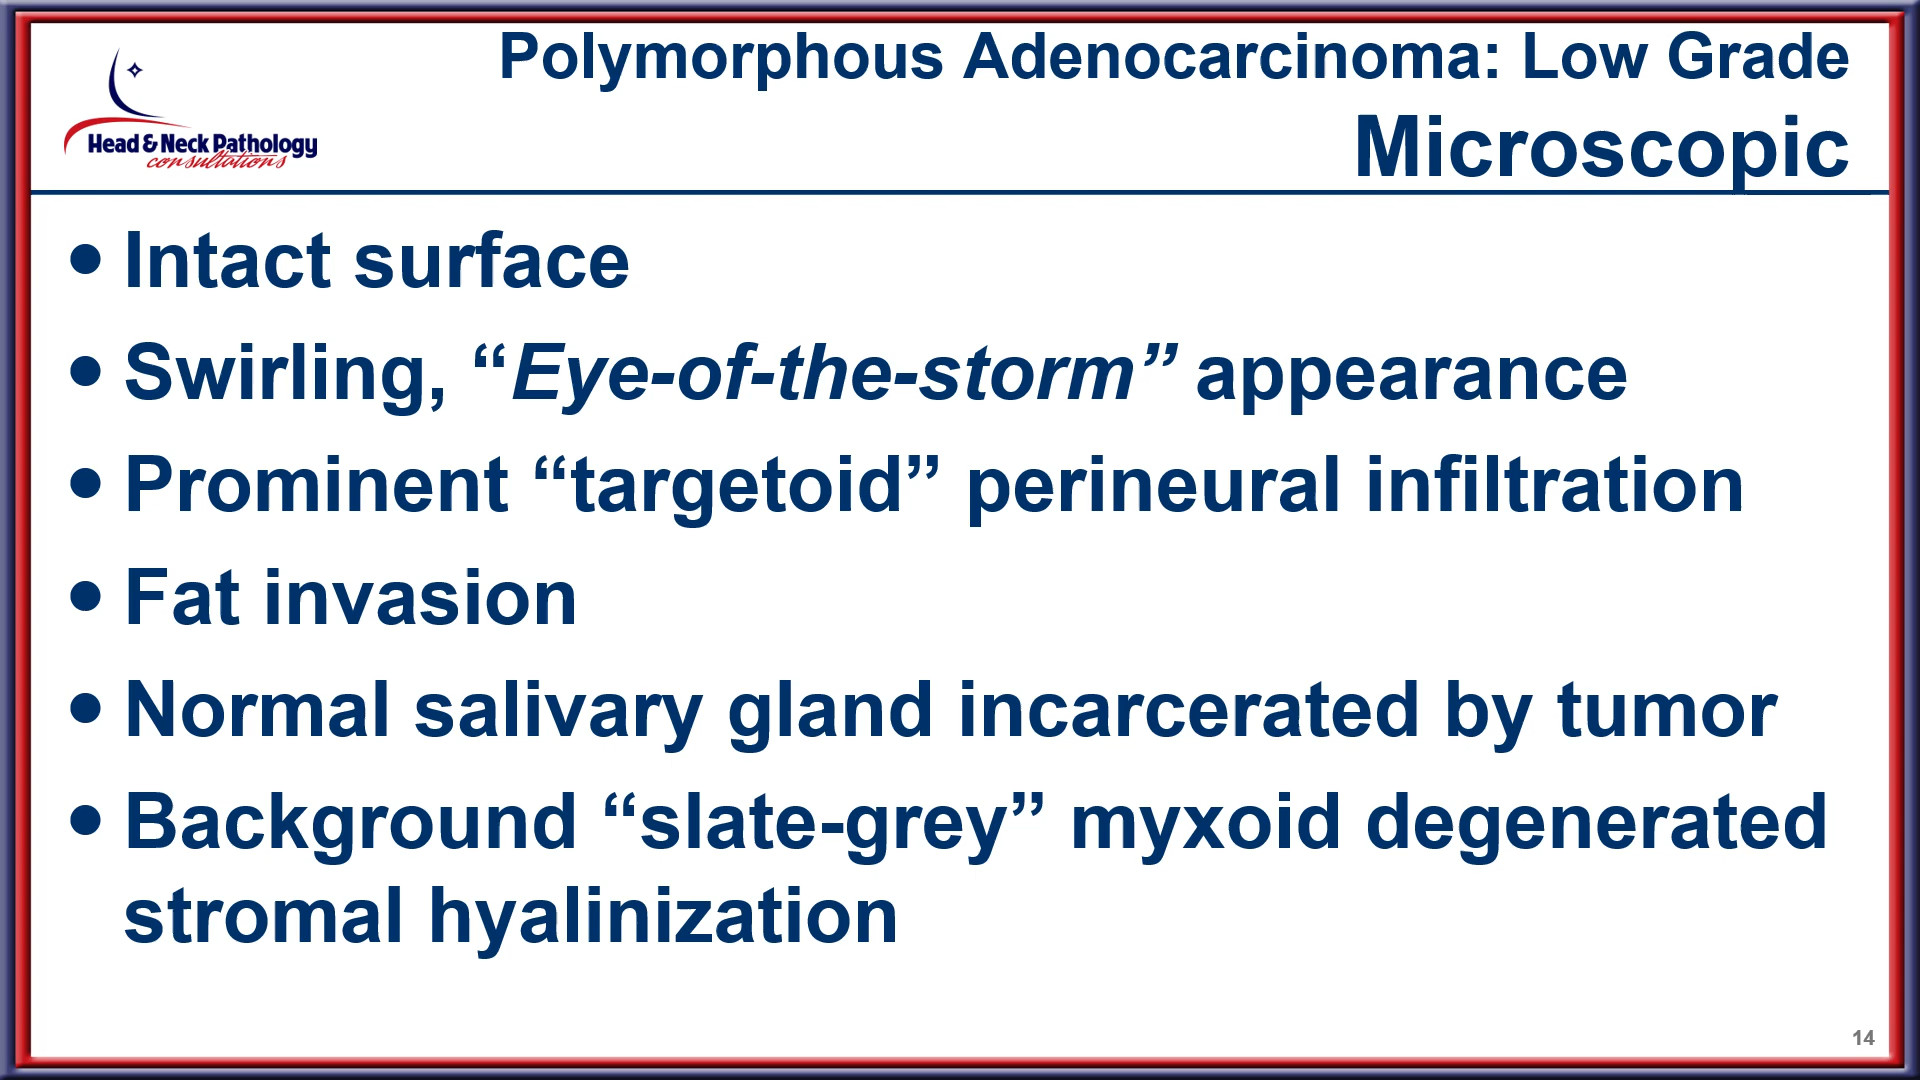 Head & Neck Pathology
consultations
Polymorphous Adenocarcinoma: Low Grade
Microscopic
• Intact surface
• Swirling, “Eye-of-the-storm” appearance
• Prominent “targetoid” perineural infiltration
• Fat invasion
• Normal salivary gland incarcerated by tumor
• Background “slate-grey” myxoid degenerated
stromal hyalinization
14